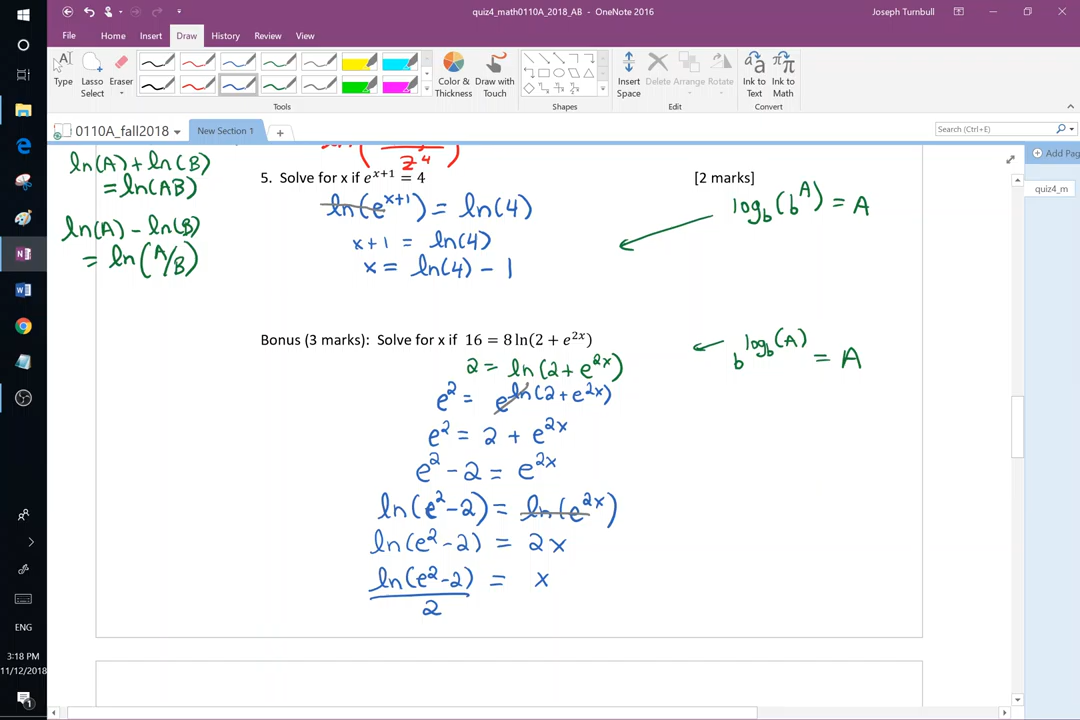 quiz4_math0110A_2018_AB - OneNote 2016
Joseph Turnbull
File Home Insert Draw History Review View
Type Lasso Select Eraser Color & Thickness Draw with Touch Insert Space Delete Arrange Rotate Ink to Text Ink to Math
Tools Shapes Edit Convert
0110A_fall2018 New Section 1 +
Search (Ctrl+E)
Add Pag
quiz4_m
ln(A) + ln(B)
= ln(AB)
ln(A) - ln(B)
= ln(A/B)
z^4
5. Solve for x if e^{x+1} = 4 [2 marks]
ln(e^{x+1}) = ln(4)
x+1 = ln(4)
x = ln(4) - 1
log_b(b^A) = A
Bonus (3 marks): Solve for x if 16 = 8 ln(2 + e^{2x})
2 = ln(2 + e^{2x})
e^2 = e^{ln(2 + e^{2x})}
e^2 = 2 + e^{2x}
e^2 - 2 = e^{2x}
ln(e^2 - 2) = ln(e^{2x})
ln(e^2 - 2) = 2x
ln(e^2 - 2) = x
2
b^{log_b(A)} = A
ENG
3:18 PM
11/12/2018
1